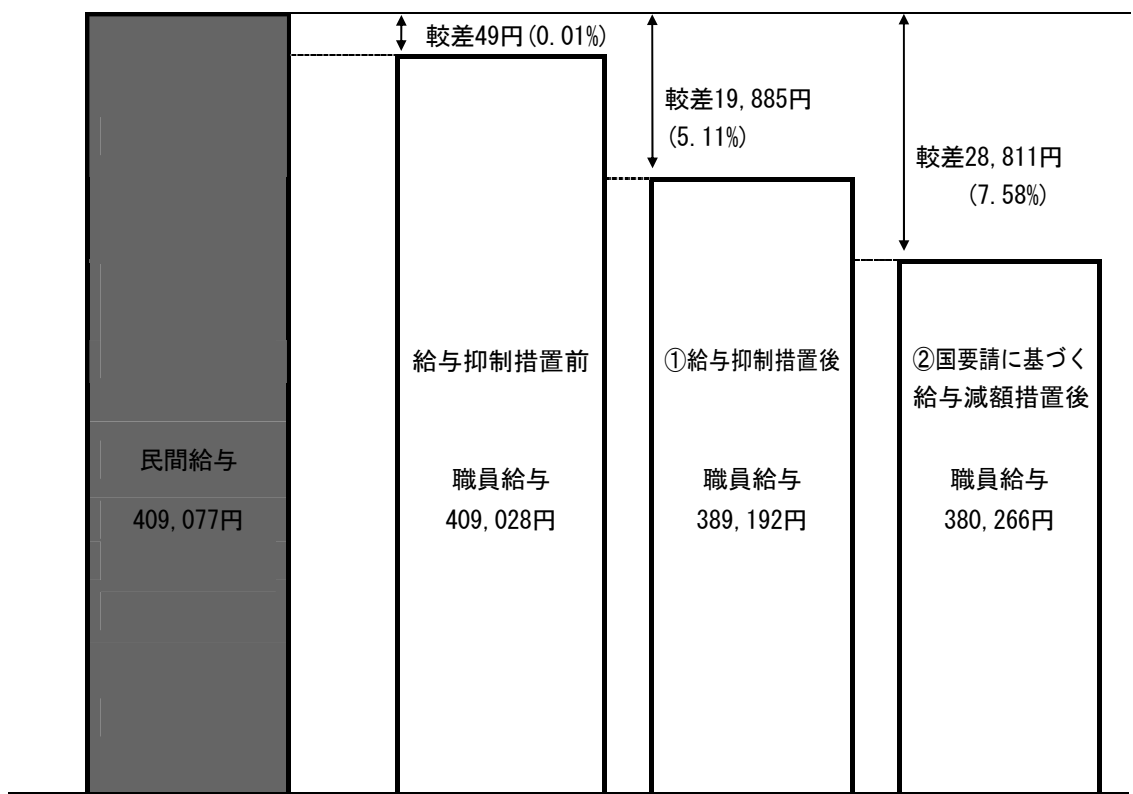 較差49円(0.01%)
較差19,885円
(5.11%)
較差28,811円
(7.58%)
民間給与
409,077円
給与抑制措置前
職員給与
409,028円
①給与抑制措置後
職員給与
389,192円
②国要請に基づく
給与減額措置後
職員給与
380,266円